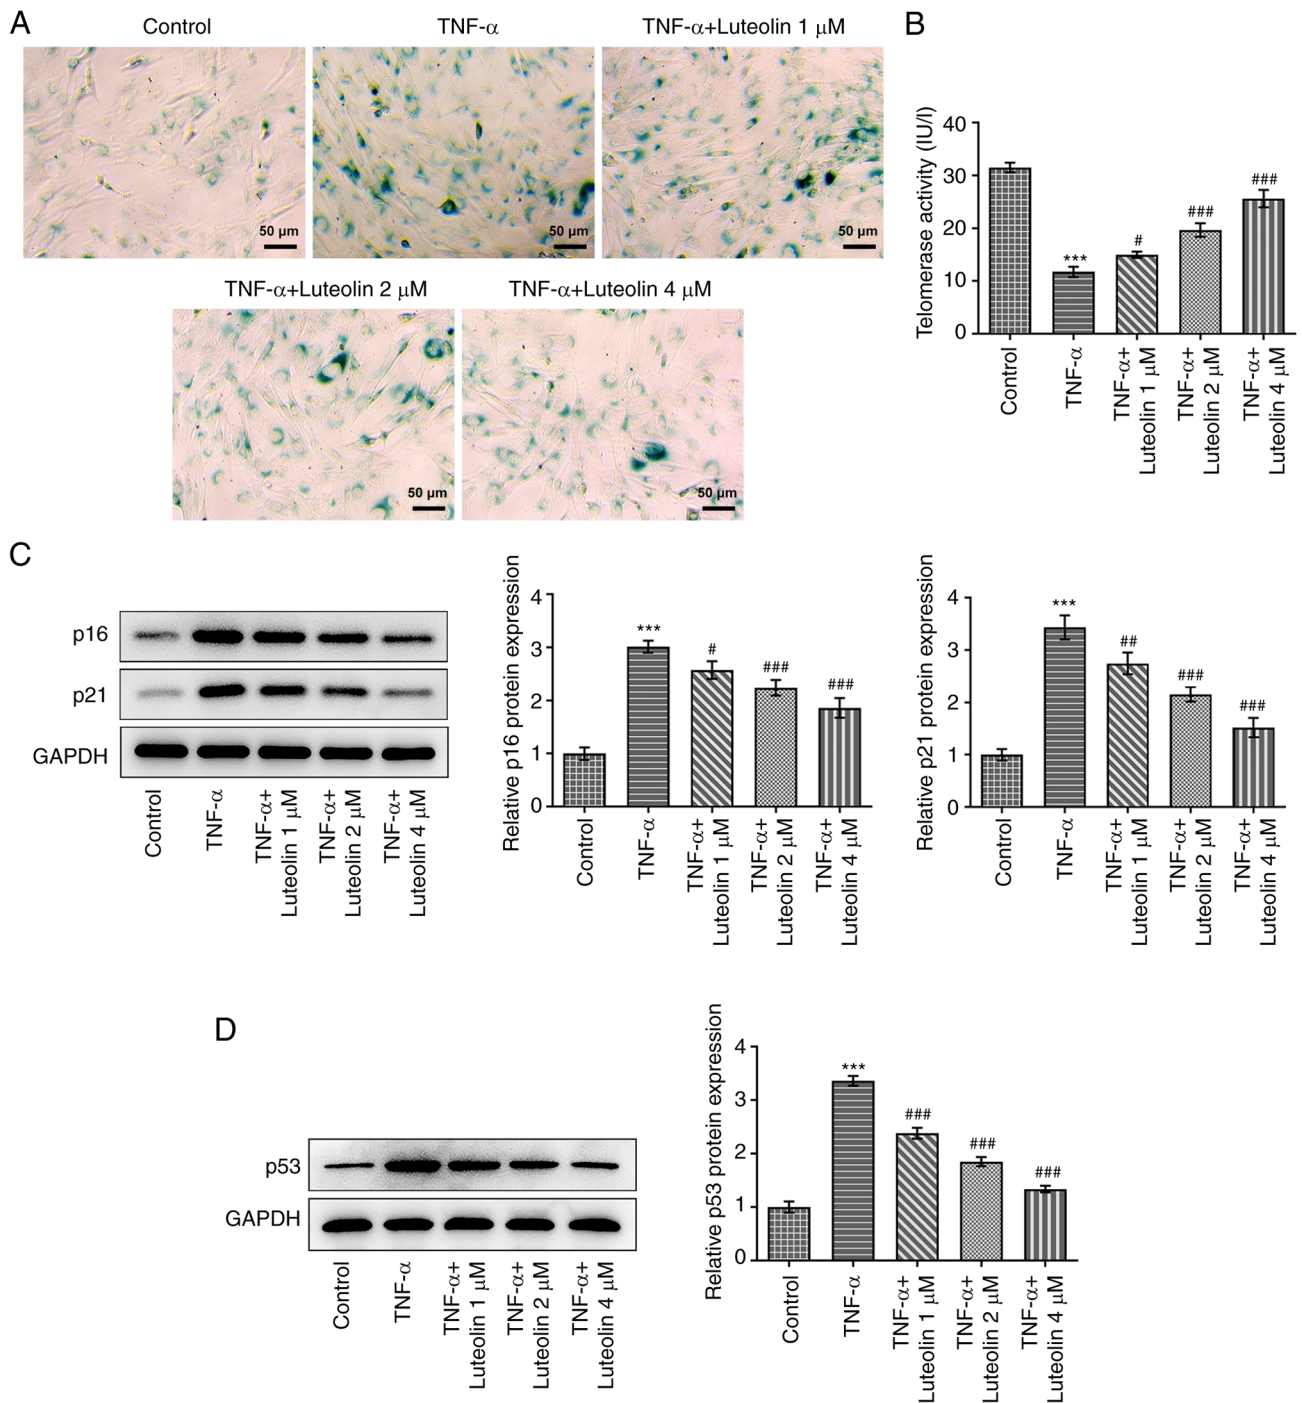 A
Control
TNF-α
TNF-α+Luteolin 1 μM
50 μm
50 μm
50 μm
TNF-α+Luteolin 2 μM
TNF-α+Luteolin 4 μM
50 μm
50 μm
B
Telomerase activity (IU/l)
40
30
20
10
0
***
#
###
###
Control
TNF-α
TNF-α+
Luteolin 1 μM
TNF-α+
Luteolin 2 μM
TNF-α+
Luteolin 4 μM
C
p16
p21
GAPDH
Control
TNF-α
TNF-α+
Luteolin 1 μM
TNF-α+
Luteolin 2 μM
TNF-α+
Luteolin 4 μM
Relative p16 protein expression
4
3
2
1
0
***
#
###
###
Control
TNF-α
TNF-α+
Luteolin 1 μM
TNF-α+
Luteolin 2 μM
TNF-α+
Luteolin 4 μM
Relative p21 protein expression
4
3
2
1
0
***
##
###
###
Control
TNF-α
TNF-α+
Luteolin 1 μM
TNF-α+
Luteolin 2 μM
TNF-α+
Luteolin 4 μM
D
p53
GAPDH
Control
TNF-α
TNF-α+
Luteolin 1 μM
TNF-α+
Luteolin 2 μM
TNF-α+
Luteolin 4 μM
Relative p53 protein expression
4
3
2
1
0
***
###
###
###
Control
TNF-α
TNF-α+
Luteolin 1 μM
TNF-α+
Luteolin 2 μM
TNF-α+
Luteolin 4 μM